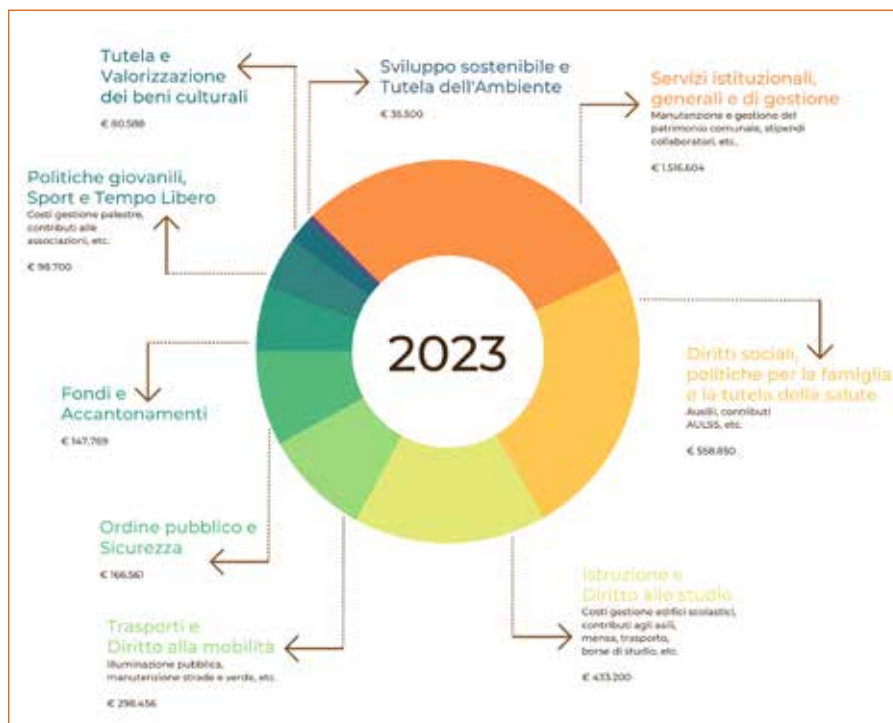 Tutela e
Valorizzazione
dei beni culturali
€ 80.588
Sviluppo sostenibile e
Tutela dell'Ambiente
€ 35.500
Servizi istituzionali,
generali e di gestione
Manutenzione e gestione del
patrimonio comunale, stipendi
collaboratori, etc.
€ 1.516.604
Politiche giovanili,
Sport e Tempo Libero
Costi gestione palestre,
contributi alle
associazioni, etc.
€ 98.700
2023
Diritti sociali,
politiche per la famiglia
e la tutela della salute
Ausili, contributi
AULSS, etc.
€ 558.850
Fondi e
Accantonamenti
€ 147.769
Ordine pubblico e
Sicurezza
€ 166.561
Istruzione e
Diritto allo studio
Costi gestione edifici scolastici,
contributi agli asili,
mensa, trasporto,
borse di studio, etc.
€ 433.200
Trasporti e
Diritto alla mobilità
Illuminazione pubblica,
manutenzione strade e verde, etc.
€ 298.456